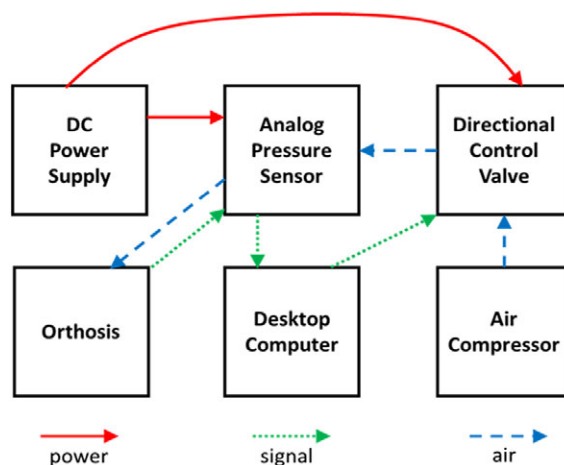 DC
Power
Supply
Analog
Pressure
Sensor
Directional
Control
Valve
Orthosis
Desktop
Computer
Air
Compressor
power
signal
air